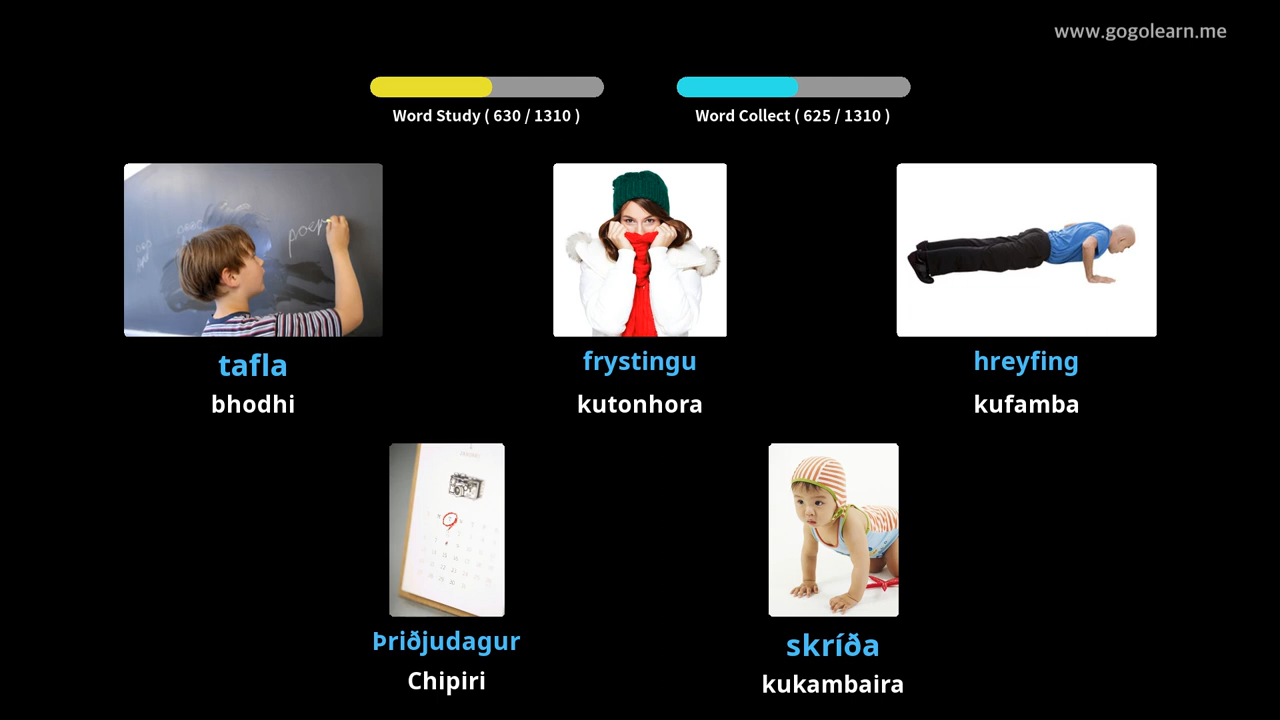 www.gogolearn.me
Word Study ( 630 / 1310 )
Word Collect ( 625 / 1310 )
poer
tafla
frystingu
hreyfing
bhodhi
kutonhora
kufamba
Þriðjudagur
skríða
Chipiri
kukambaira